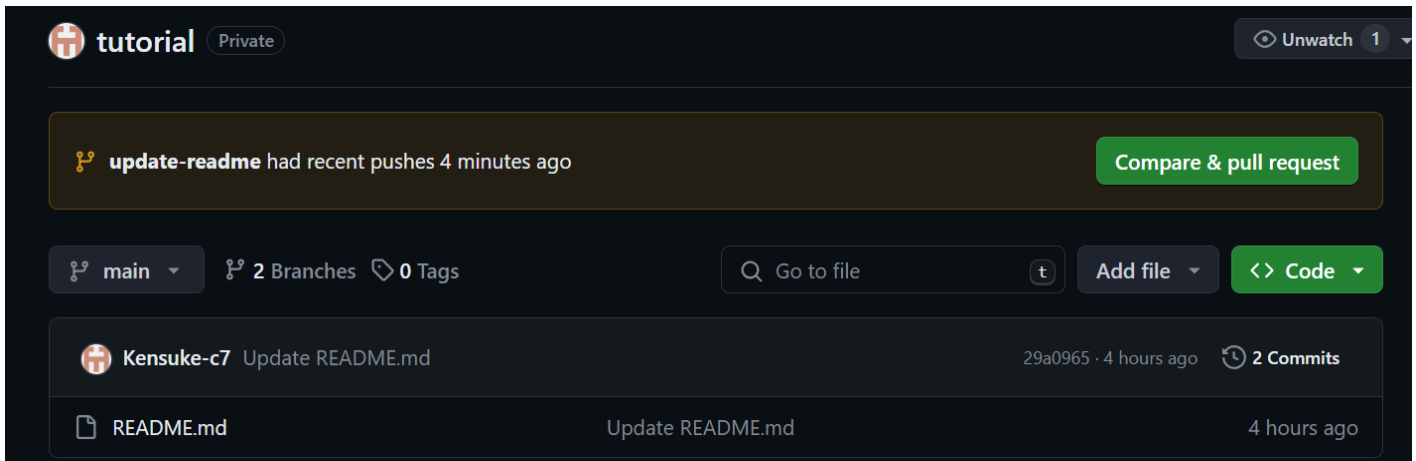 tutorial Private Unwatch 1
update-readme had recent pushes 4 minutes ago Compare & pull request
main 2 Branches 0 Tags Go to file t Add file <> Code
Kensuke-c7 Update README.md 29a0965 · 4 hours ago 2 Commits
README.md Update README.md 4 hours ago